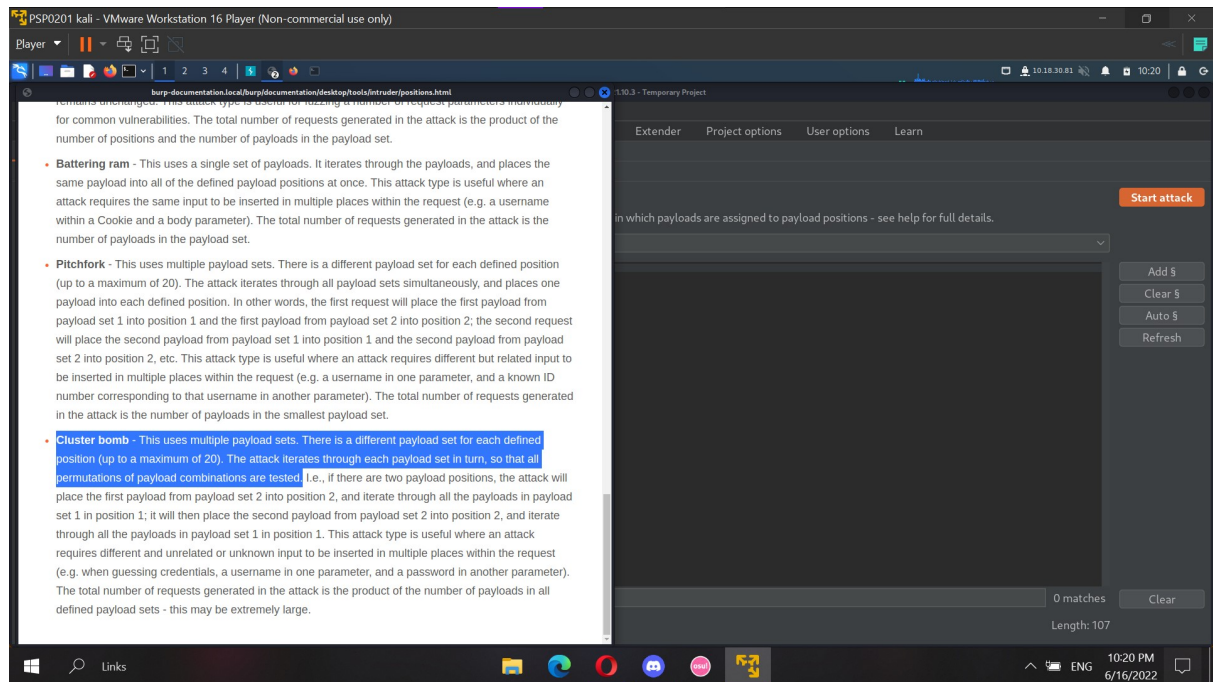 PSP0201 kali - VMware Workstation 16 Player (Non-commercial use only)
Player
1 2 3 4
10.18.30.81
10:20
burp-documentation.local/burp/documentation/desktop/tools/intruder/positions.html
1.10.3 - Temporary Project
Extender Project options User options Learn
remains unchanged. This attack type is useful for fuzzing a number of request parameters individually
for common vulnerabilities. The total number of requests generated in the attack is the product of the
number of positions and the number of payloads in the payload set.
• Battering ram - This uses a single set of payloads. It iterates through the payloads, and places the
same payload into all of the defined payload positions at once. This attack type is useful where an
attack requires the same input to be inserted in multiple places within the request (e.g. a username
within a Cookie and a body parameter). The total number of requests generated in the attack is the
number of payloads in the payload set.
• Pitchfork - This uses multiple payload sets. There is a different payload set for each defined position
(up to a maximum of 20). The attack iterates through all payload sets simultaneously, and places one
payload into each defined position. In other words, the first request will place the first payload from
payload set 1 into position 1 and the first payload from payload set 2 into position 2; the second request
will place the second payload from payload set 1 into position 1 and the second payload from payload
set 2 into position 2, etc. This attack type is useful where an attack requires different but related input to
be inserted in multiple places within the request (e.g. a username in one parameter, and a known ID
number corresponding to that username in another parameter). The total number of requests generated
in the attack is the number of payloads in the smallest payload set.
• Cluster bomb - This uses multiple payload sets. There is a different payload set for each defined
position (up to a maximum of 20). The attack iterates through each payload set in turn, so that all
permutations of payload combinations are tested. I.e., if there are two payload positions, the attack will
place the first payload from payload set 2 into position 2, and iterate through all the payloads in payload
set 1 in position 1; it will then place the second payload from payload set 2 into position 2, and iterate
through all the payloads in payload set 1 in position 1. This attack type is useful where an attack
requires different and unrelated or unknown input to be inserted in multiple places within the request
(e.g. when guessing credentials, a username in one parameter, and a password in another parameter).
The total number of requests generated in the attack is the product of the number of payloads in all
defined payload sets - this may be extremely large.
Start attack
in which payloads are assigned to payload positions - see help for full details.
Add §
Clear §
Auto §
Refresh
0 matches
Clear
Length: 107
Links
osu!
ENG
10:20 PM
6/16/2022